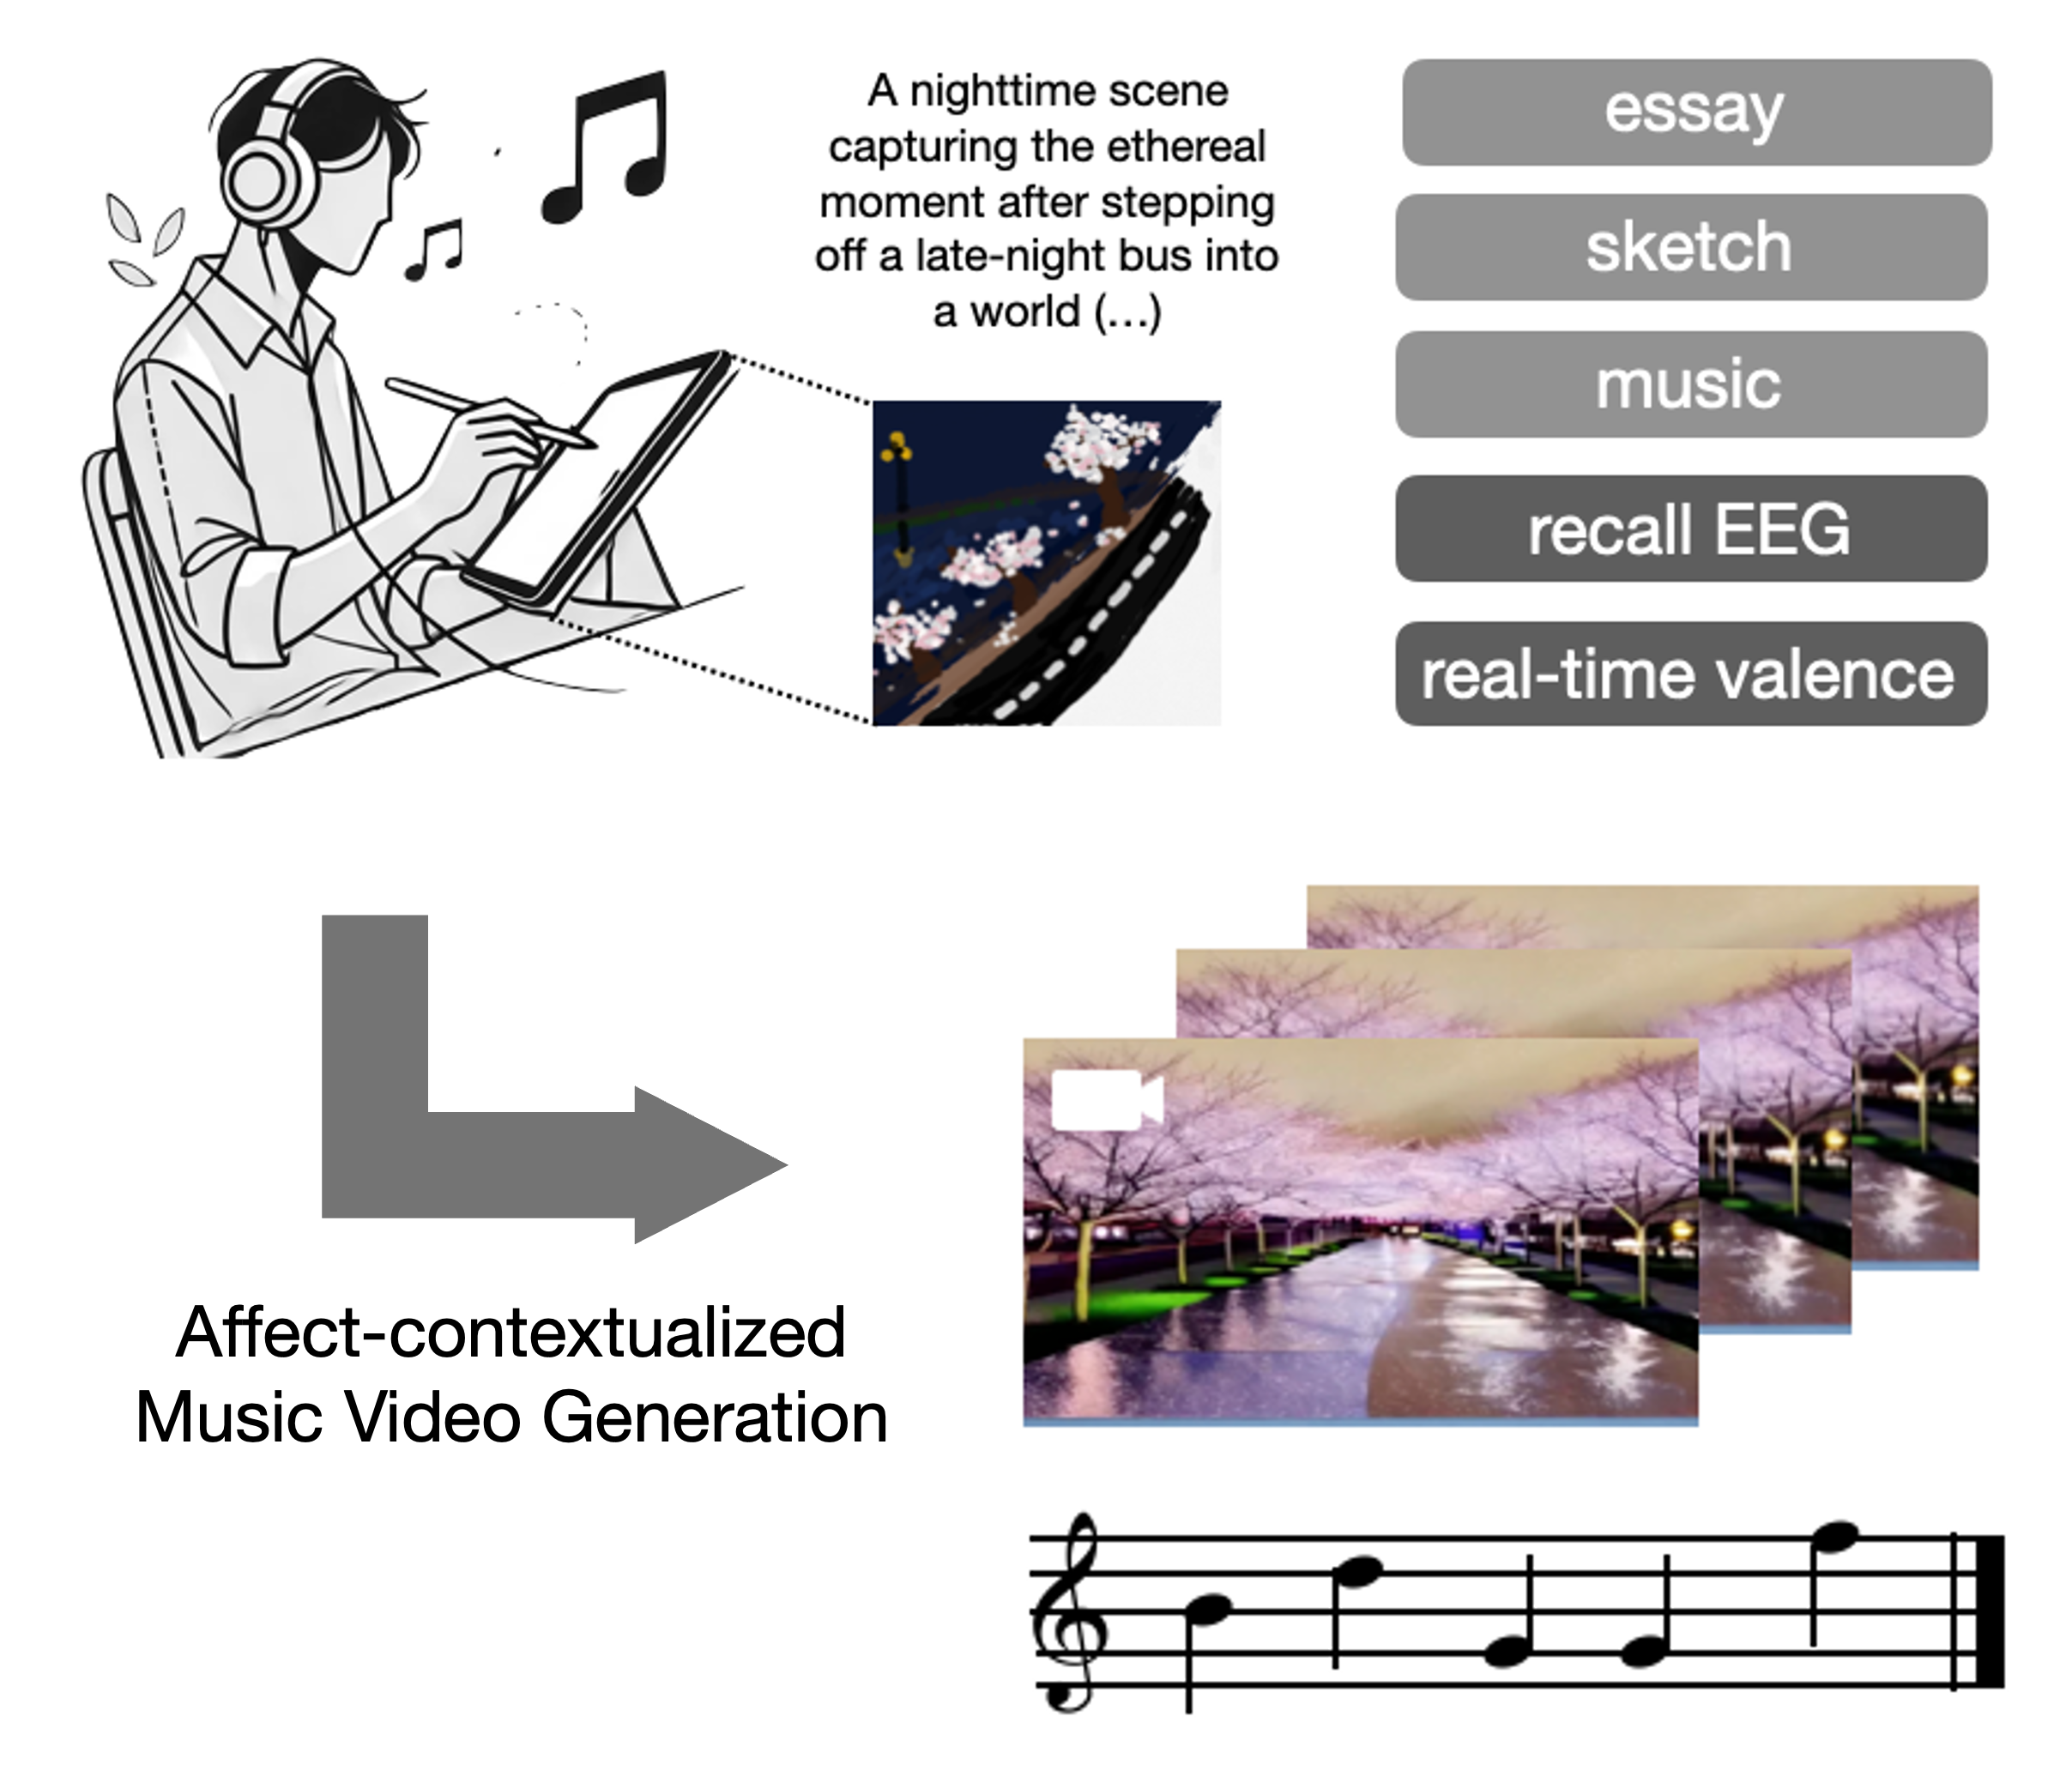 A nighttime scene
capturing the ethereal
moment after stepping
off a late-night bus into
a world (...)
essay
sketch
music
recall EEG
real-time valence
Affect-contextualized
Music Video Generation